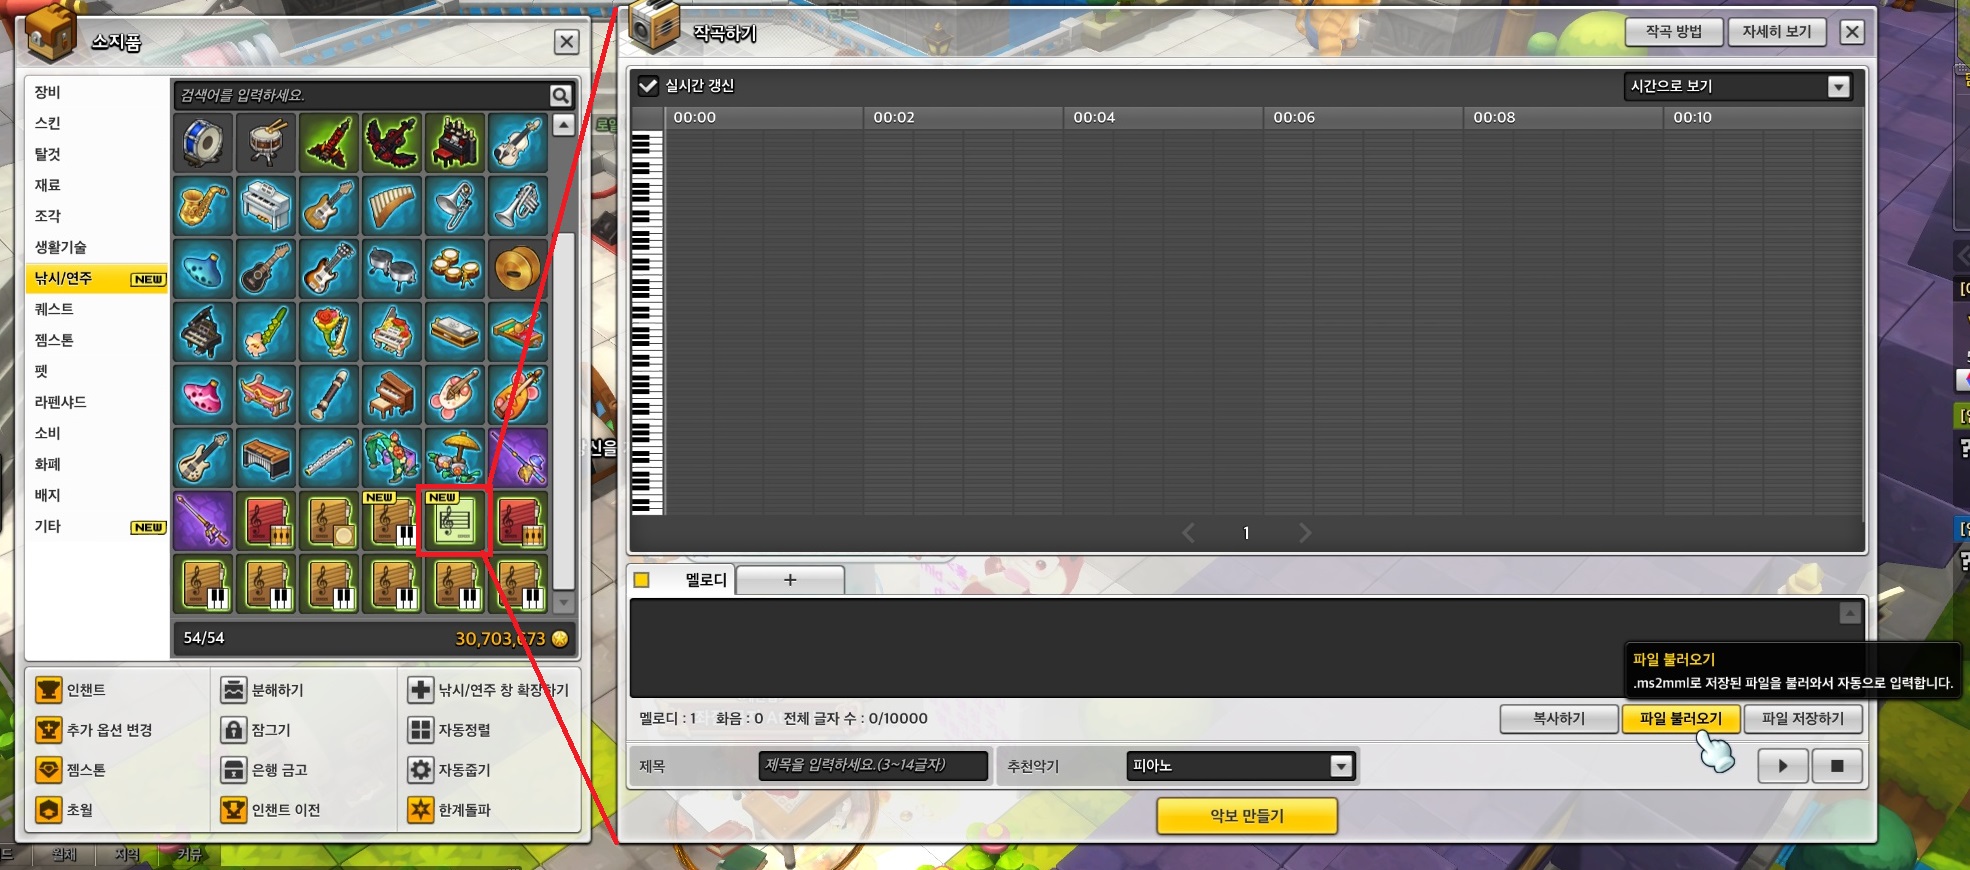 소지품
장비
스킨
탈것
재료
조각
생활기술
낚시/연주 NEW
퀘스트
젬스톤
펫
라펜샤드
소비
화폐
배지
기타 NEW
검색어를 입력하세요.
NEW
NEW
54/54
30,703,673
인챈트
분해하기
낚시/연주 창 확장하기
추가 옵션 변경
잠그기
자동정렬
젬스톤
은행 금고
자동줍기
초월
인챈트 이전
한계돌파
작곡하기
작곡 방법
자세히 보기
실시간 갱신
시간으로 보기
00:00
00:02
00:04
00:06
00:08
00:10
1
멜로디
+
파일 불러오기
.ms2mml로 저장된 파일을 불러와서 자동으로 입력합니다.
멜로디 : 1 화음 : 0 전체 글자 수 : 0/10000
복사하기
파일 불러오기
파일 저장하기
제목
제목을 입력하세요.(3~14글자)
추천악기
피아노
악보 만들기
월채
지역
커뮤